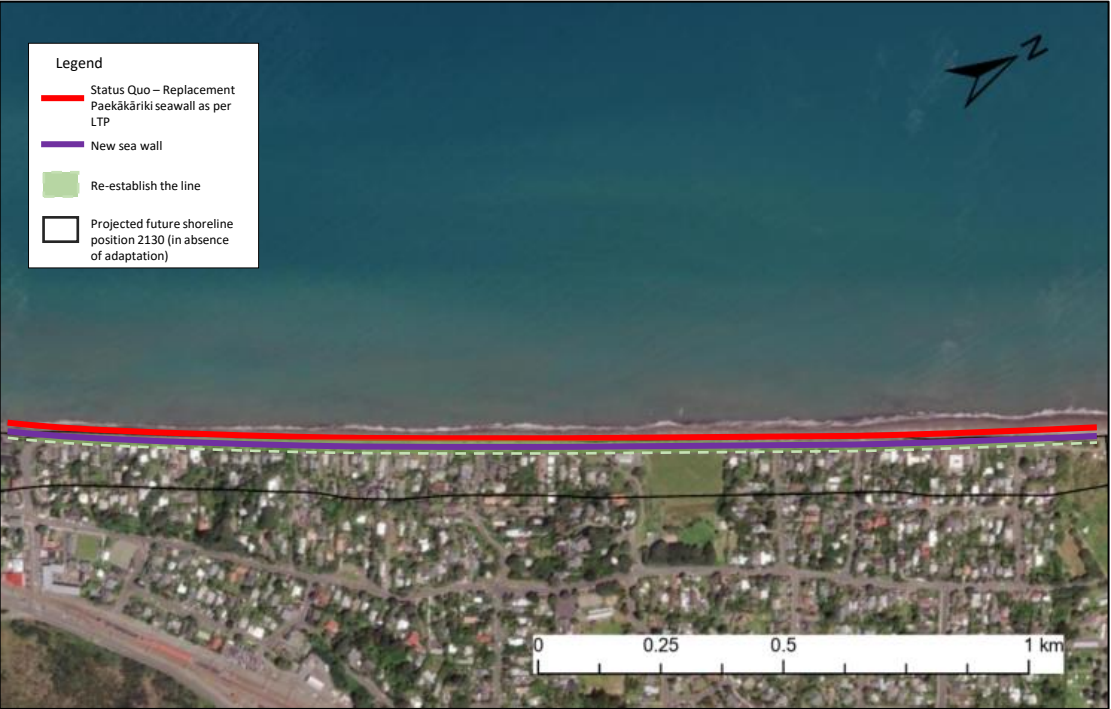 Legend
Status Quo – Replacement
Paekākāriki seawall as per
LTP
New sea wall
Re-establish the line
Projected future shoreline
position 2130 (in absence
of adaptation)
N
0 0.25 0.5 1 km